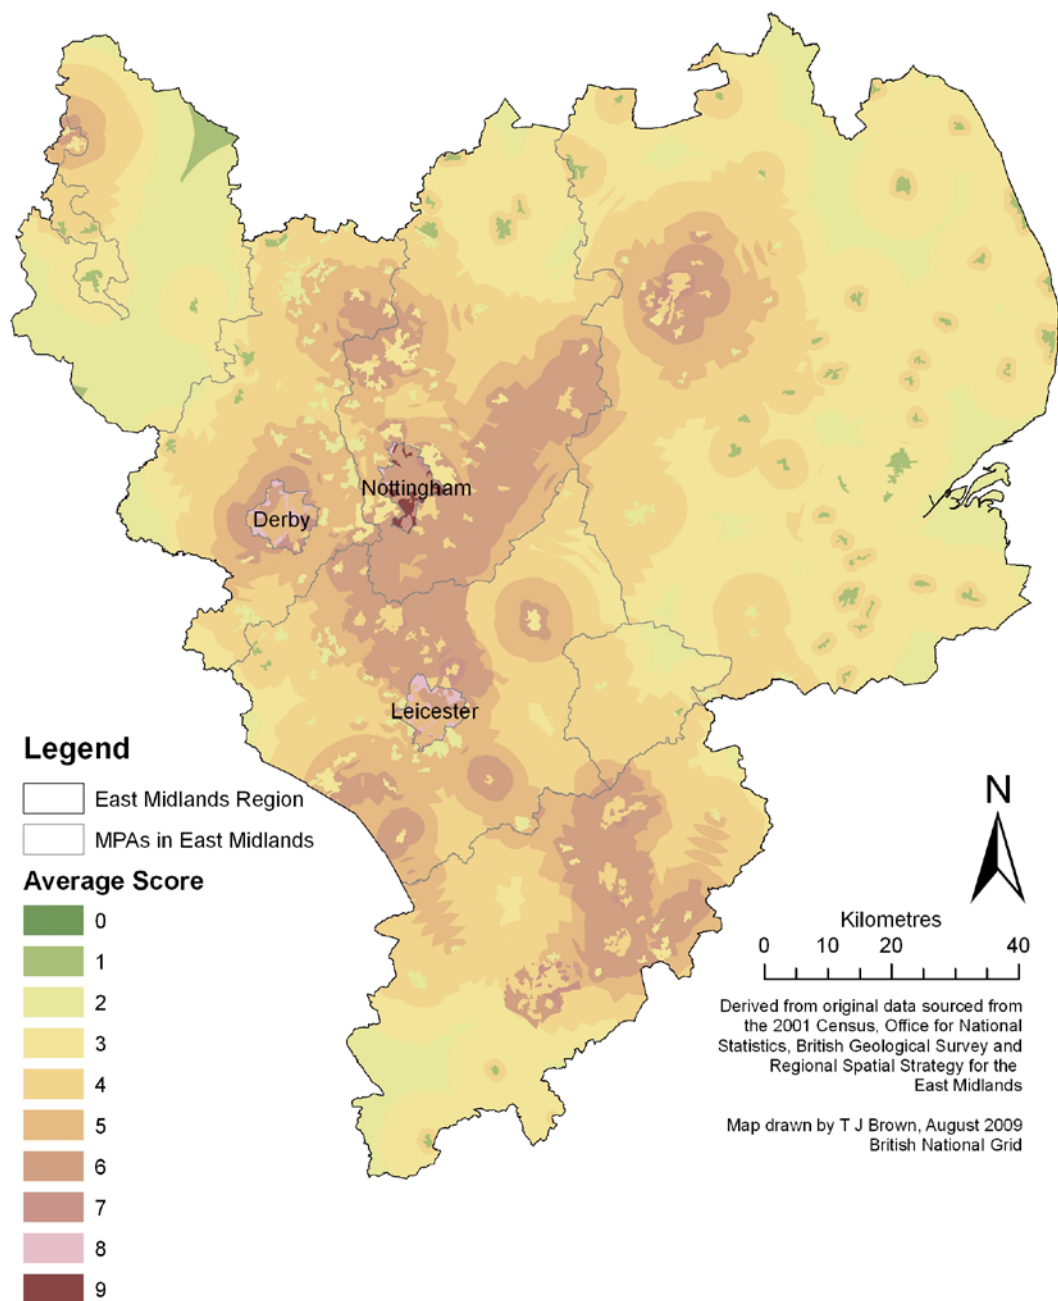 Nottingham
Derby
Leicester
Legend
East Midlands Region
MPAs in East Midlands
Average Score
0
1
2
3
4
5
6
7
8
9
N
Kilometres
0 10 20 40
Derived from original data sourced from
the 2001 Census, Office for National
Statistics, British Geological Survey and
Regional Spatial Strategy for the
East Midlands
Map drawn by T J Brown, August 2009
British National Grid